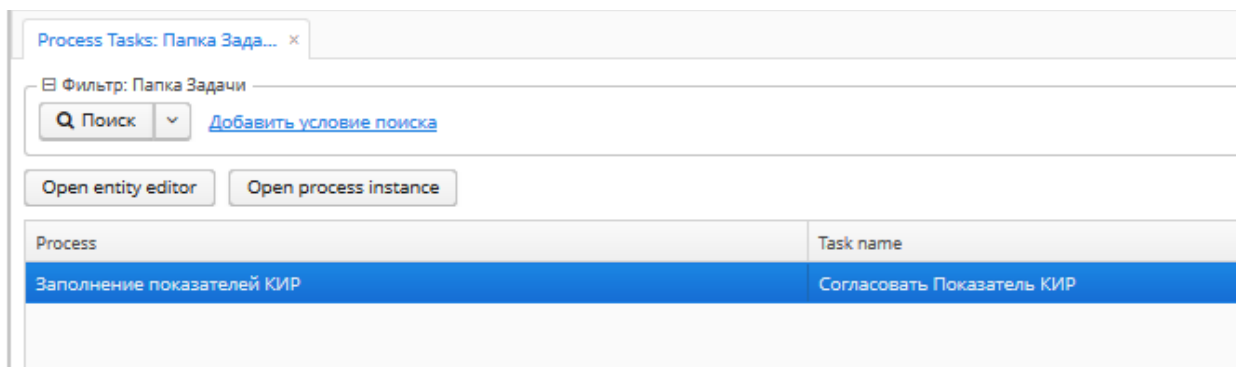 Process Tasks: Папка Зада... ×
Фильтр: Папка Задачи
Поиск Добавить условие поиска
Open entity editor Open process instance
Process Task name
Заполнение показателей КИР Согласовать Показатель КИР